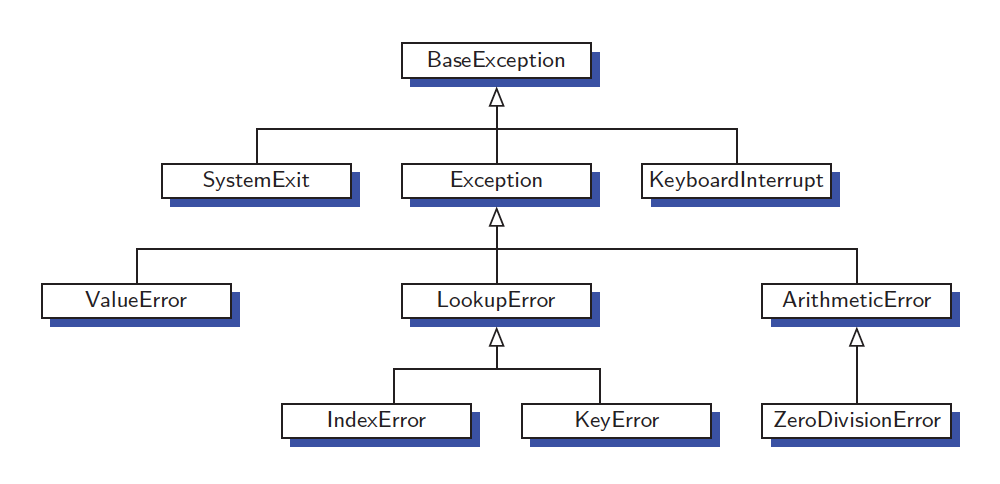 BaseException
SystemExit
Exception
KeyboardInterrupt
ValueError
LookupError
ArithmeticError
IndexError
KeyError
ZeroDivisionError